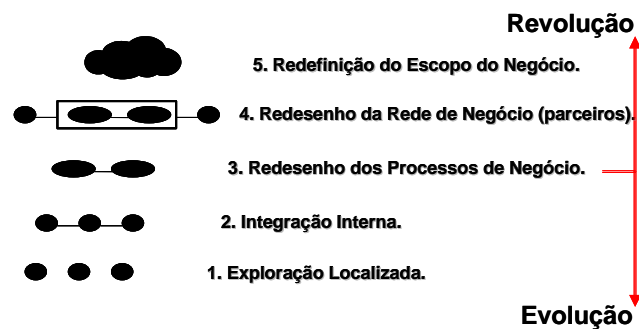 Revolução
5. Redefinição do Escopo do Negócio.
4. Redesenho da Rede de Negócio (parceiros).
3. Redesenho dos Processos de Negócio.
2. Integração Interna.
1. Exploração Localizada.
Evolução